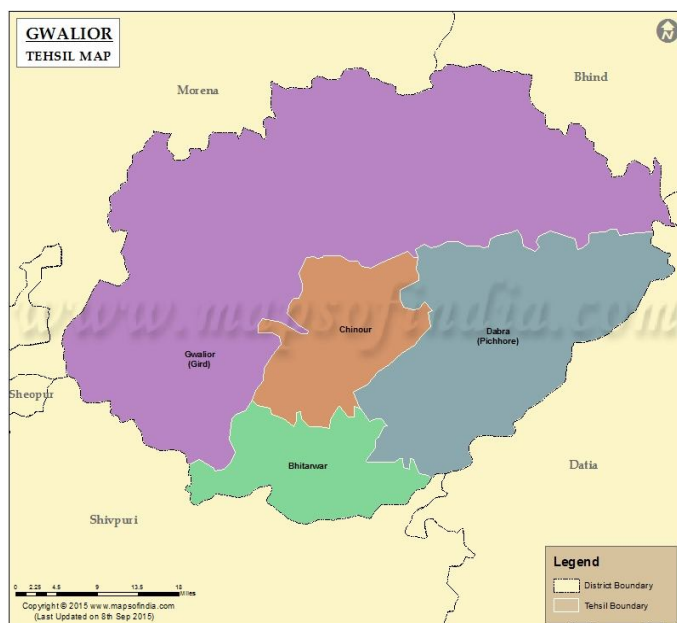 GWALIOR
TEHSIL MAP
N
Morena
Bhind
www.mapsofindia.com
Chinour
Dabra
(Pichhore)
Gwalior
(Gird)
Sheopur
Bhitarwar
Datia
Shivpuri
0 2.25 4.5 9 13.5 18
Miles
Copyright © 2015 www.mapsofindia.com
(Last Updated on 8th Sep 2015)
Legend
District Boundary
Tehsil Boundary